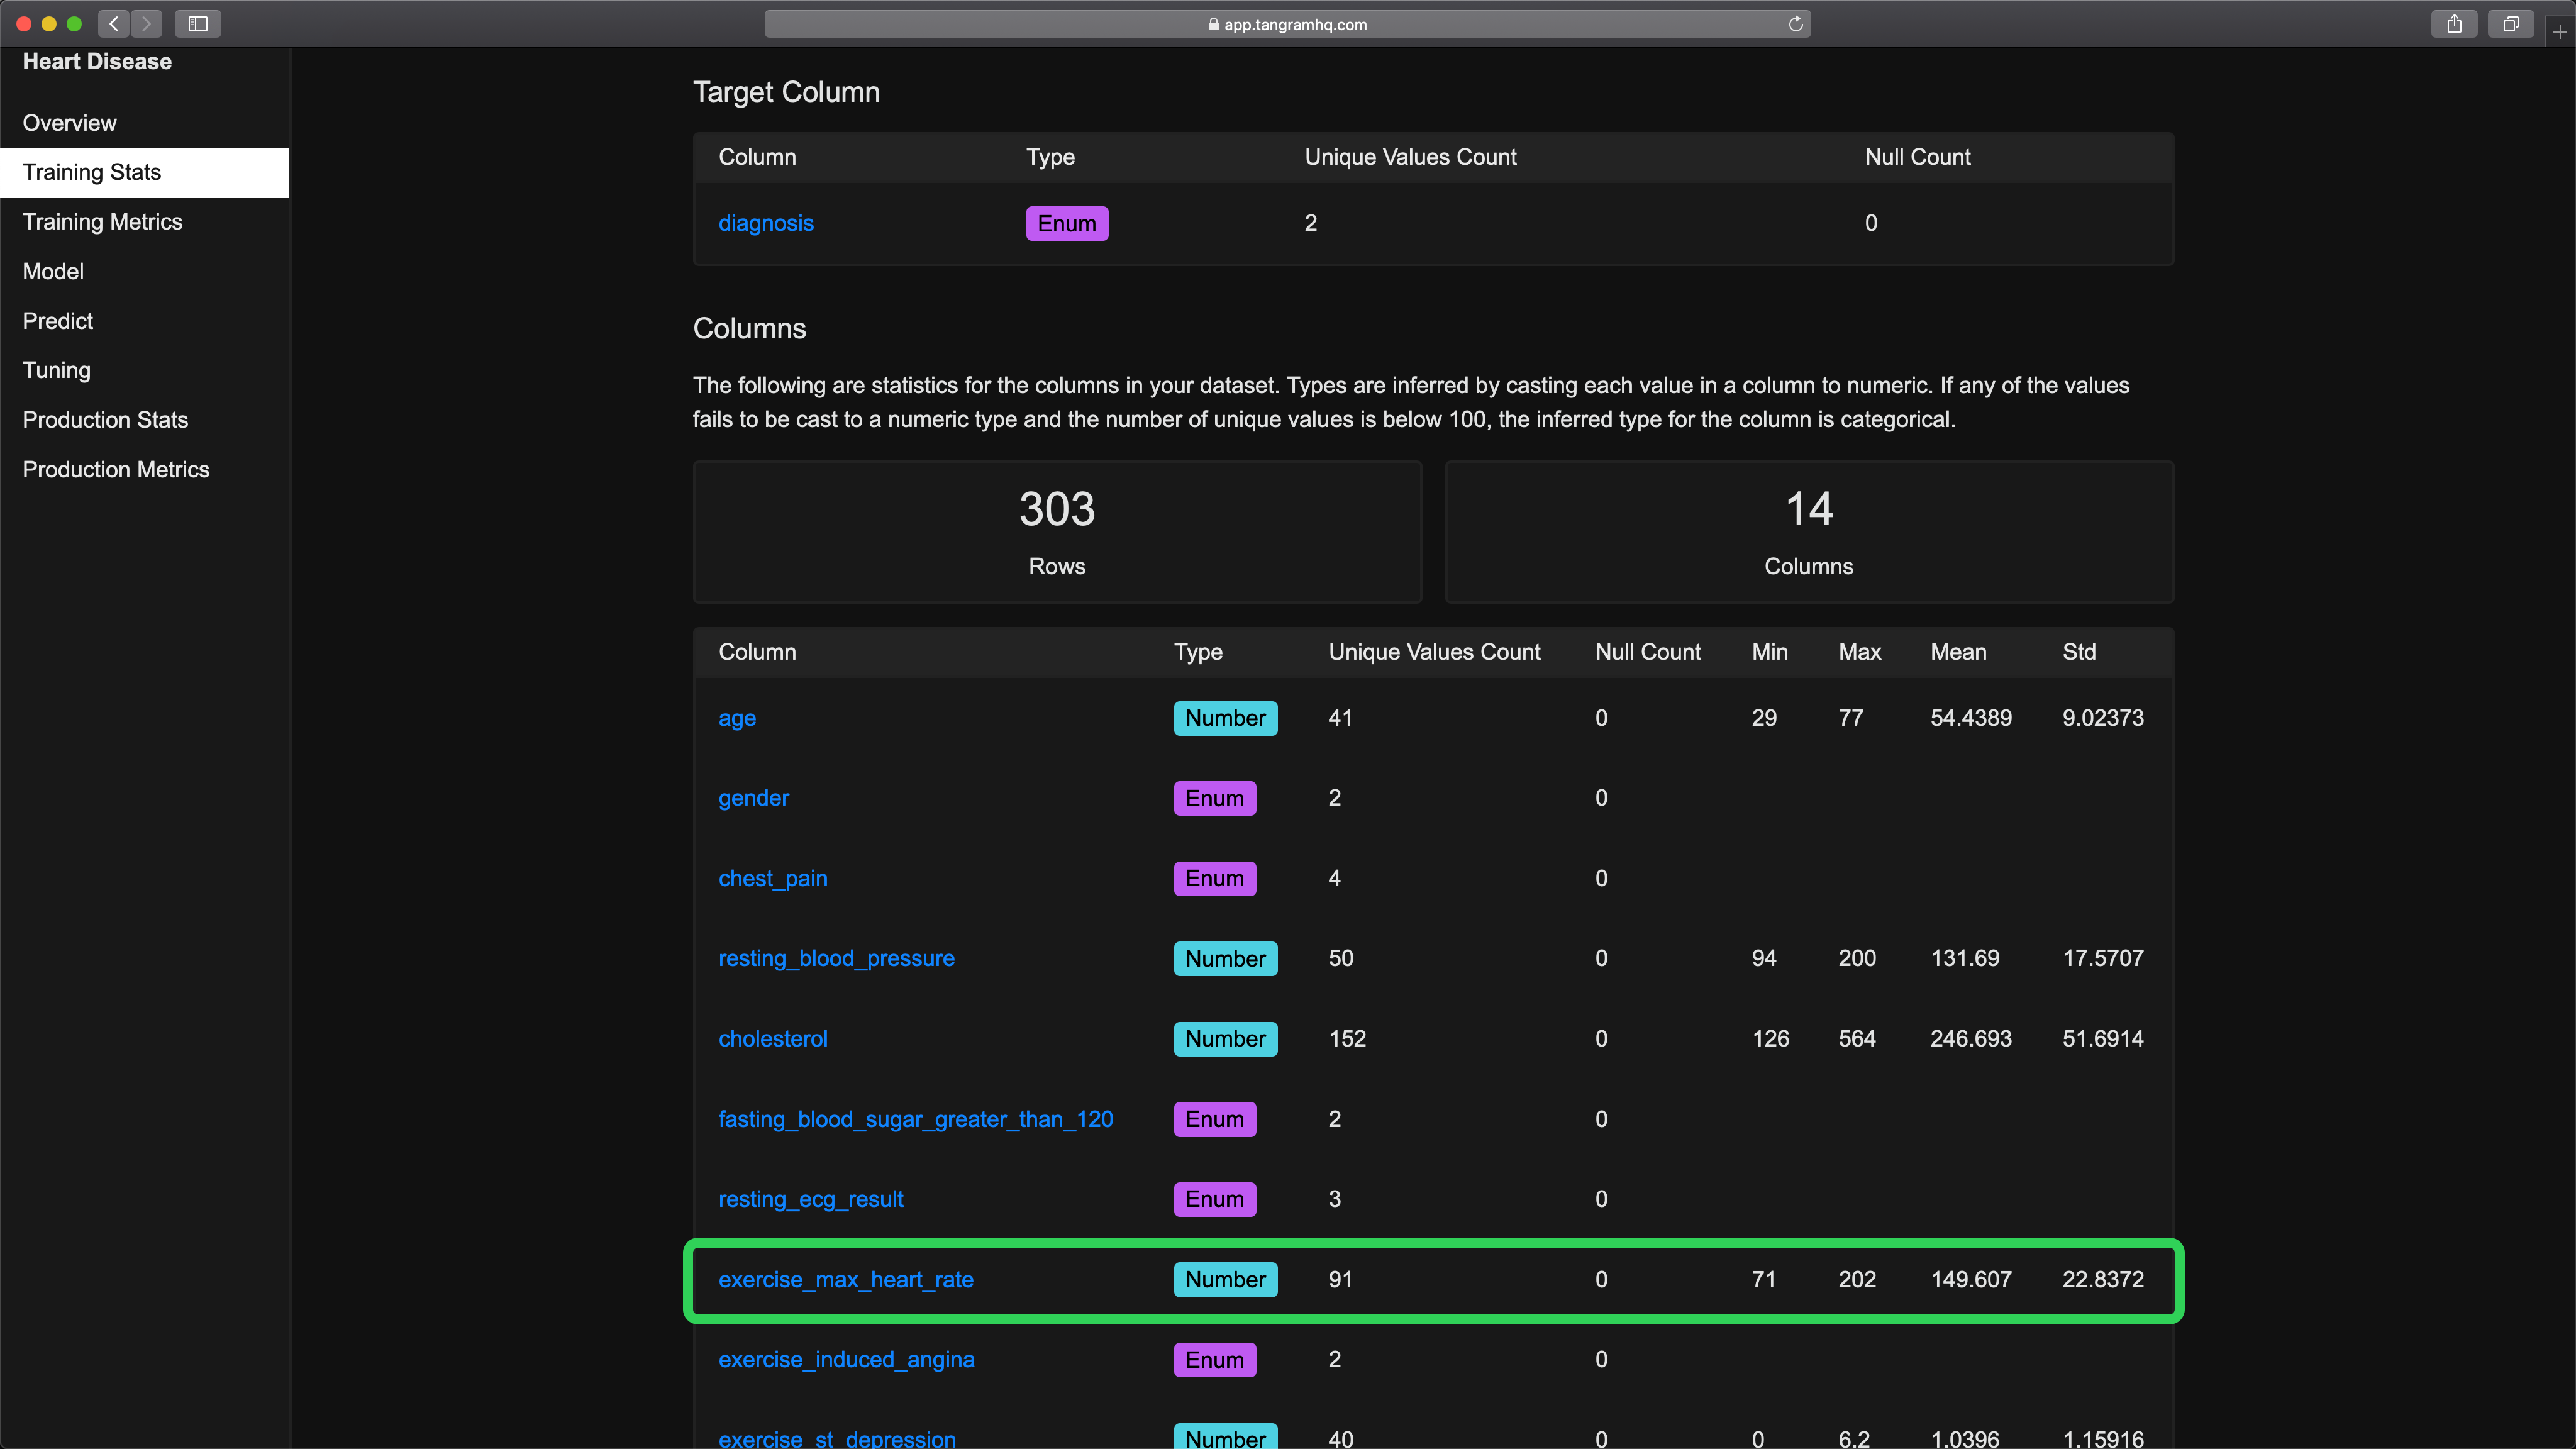 app.tangramhq.com
Heart Disease
Overview
Training Stats
Training Metrics
Model
Predict
Tuning
Production Stats
Production Metrics
Target Column
Column Type Unique Values Count Null Count
diagnosis Enum 2 0
Columns
The following are statistics for the columns in your dataset. Types are inferred by casting each value in a column to numeric. If any of the values
fails to be cast to a numeric type and the number of unique values is below 100, the inferred type for the column is categorical.
303
Rows
14
Columns
Column Type Unique Values Count Null Count Min Max Mean Std
age Number 41 0 29 77 54.4389 9.02373
gender Enum 2 0
chest_pain Enum 4 0
resting_blood_pressure Number 50 0 94 200 131.69 17.5707
cholesterol Number 152 0 126 564 246.693 51.6914
fasting_blood_sugar_greater_than_120 Enum 2 0
resting_ecg_result Enum 3 0
exercise_max_heart_rate Number 91 0 71 202 149.607 22.8372
exercise_induced_angina Enum 2 0
exercise_st_depression Number 40 0 0 6.2 1.0396 1.15916